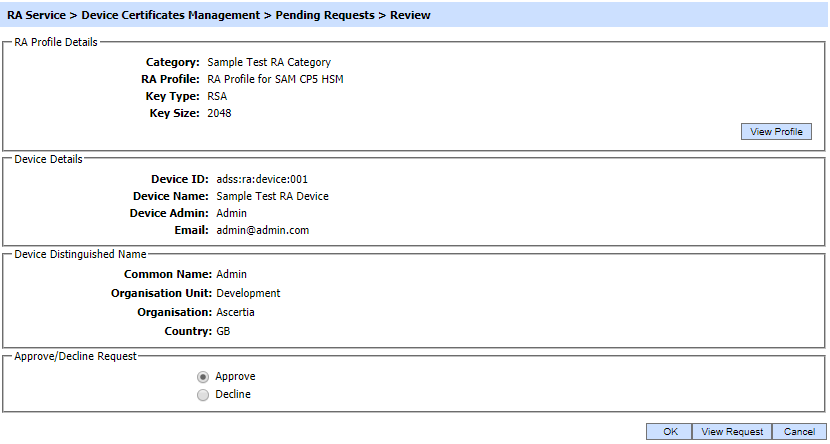 RA Service > Device Certificates Management > Pending Requests > Review
RA Profile Details
Category: Sample Test RA Category
RA Profile: RA Profile for SAM CP5 HSM
Key Type: RSA
Key Size: 2048
View Profile
Device Details
Device ID: adss:ra:device:001
Device Name: Sample Test RA Device
Device Admin: Admin
Email: admin@admin.com
Device Distinguished Name
Common Name: Admin
Organisation Unit: Development
Organisation: Ascertia
Country: GB
Approve/Decline Request
Approve
Decline
OK View Request Cancel